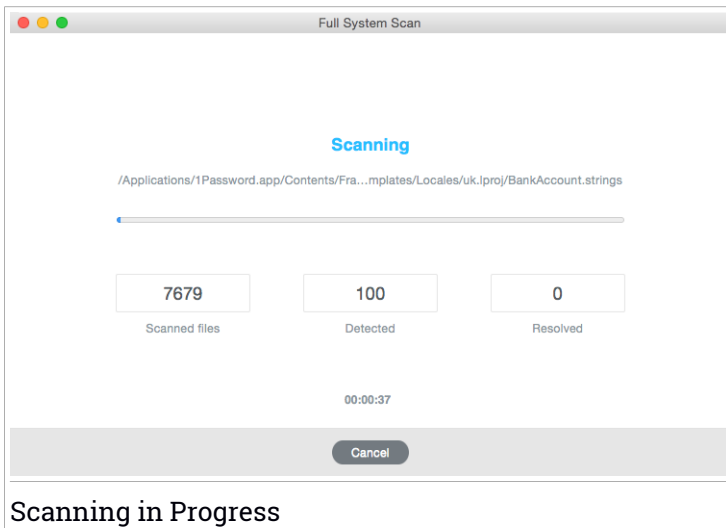 Full System Scan
Scanning
/Applications/1Password.app/Contents/Fra...mplates/Locales/uk.lproj/BankAccount.strings
7679 100 0
Scanned files Detected Resolved
00:00:37
Cancel
Scanning in Progress